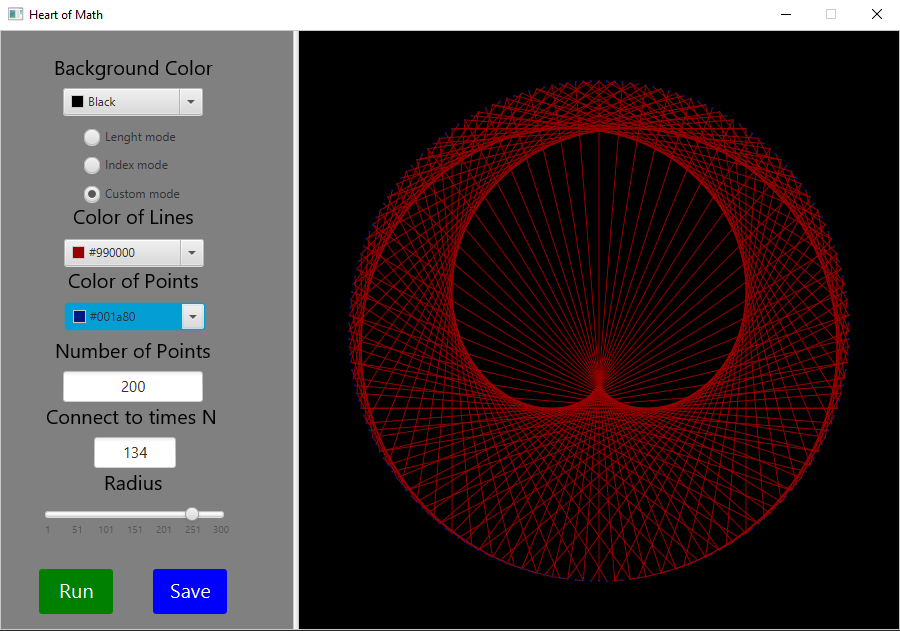 Heart of Math
Background Color
Black
Lenght mode
Index mode
Custom mode
Color of Lines
#990000
Color of Points
#001a80
Number of Points
200
Connect to times N
134
Radius
1 51 101 151 201 251 300
Run Save